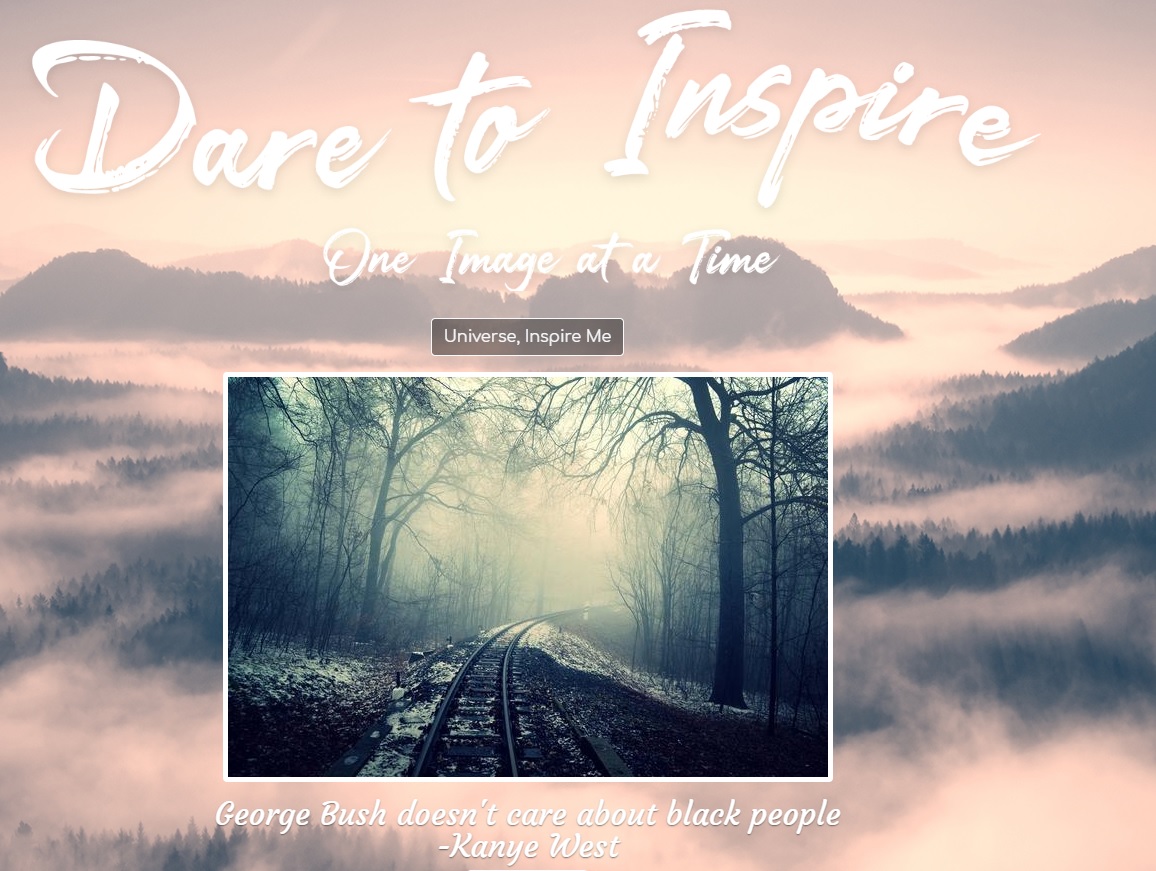 Dare to Inspire
One Image at a Time
Universe, Inspire Me
George Bush doesn't care about black people
-Kanye West